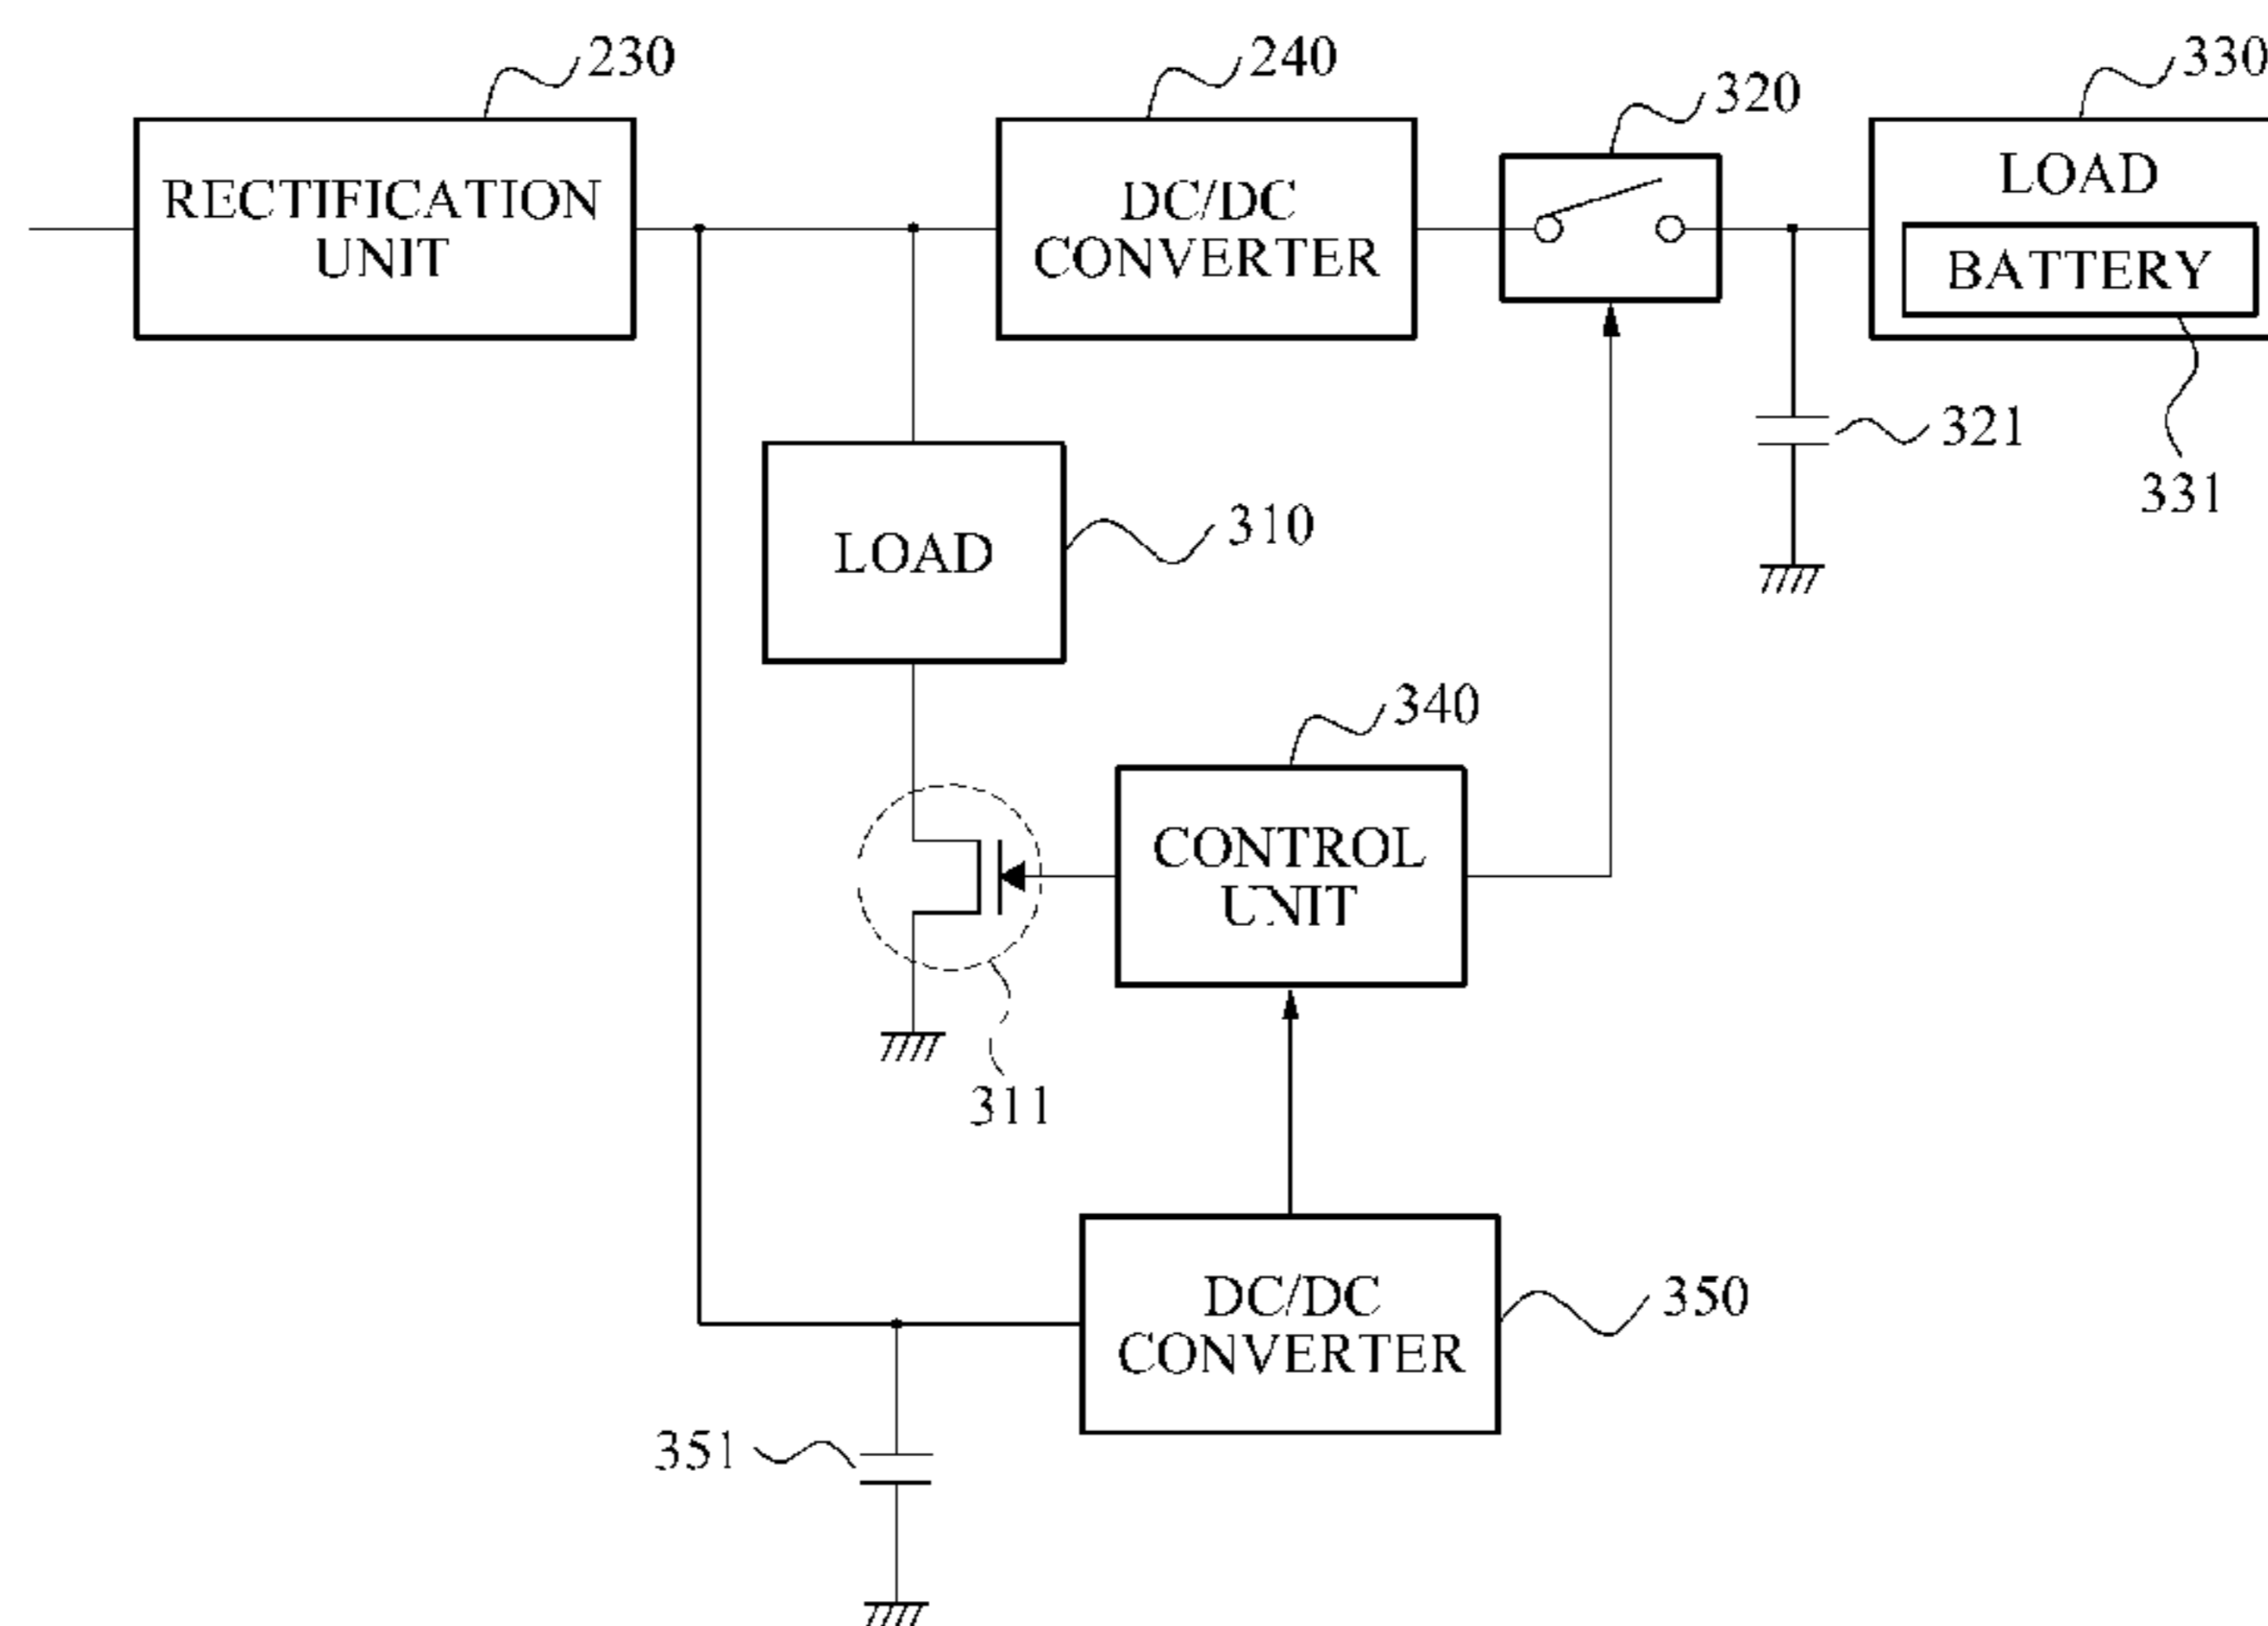 230
240
320
330
RECTIFICATION
UNIT
DC/DC
CONVERTER
LOAD
BATTERY
321
331
LOAD
310
340
CONTROL
UNIT
311
DC/DC
CONVERTER
350
351